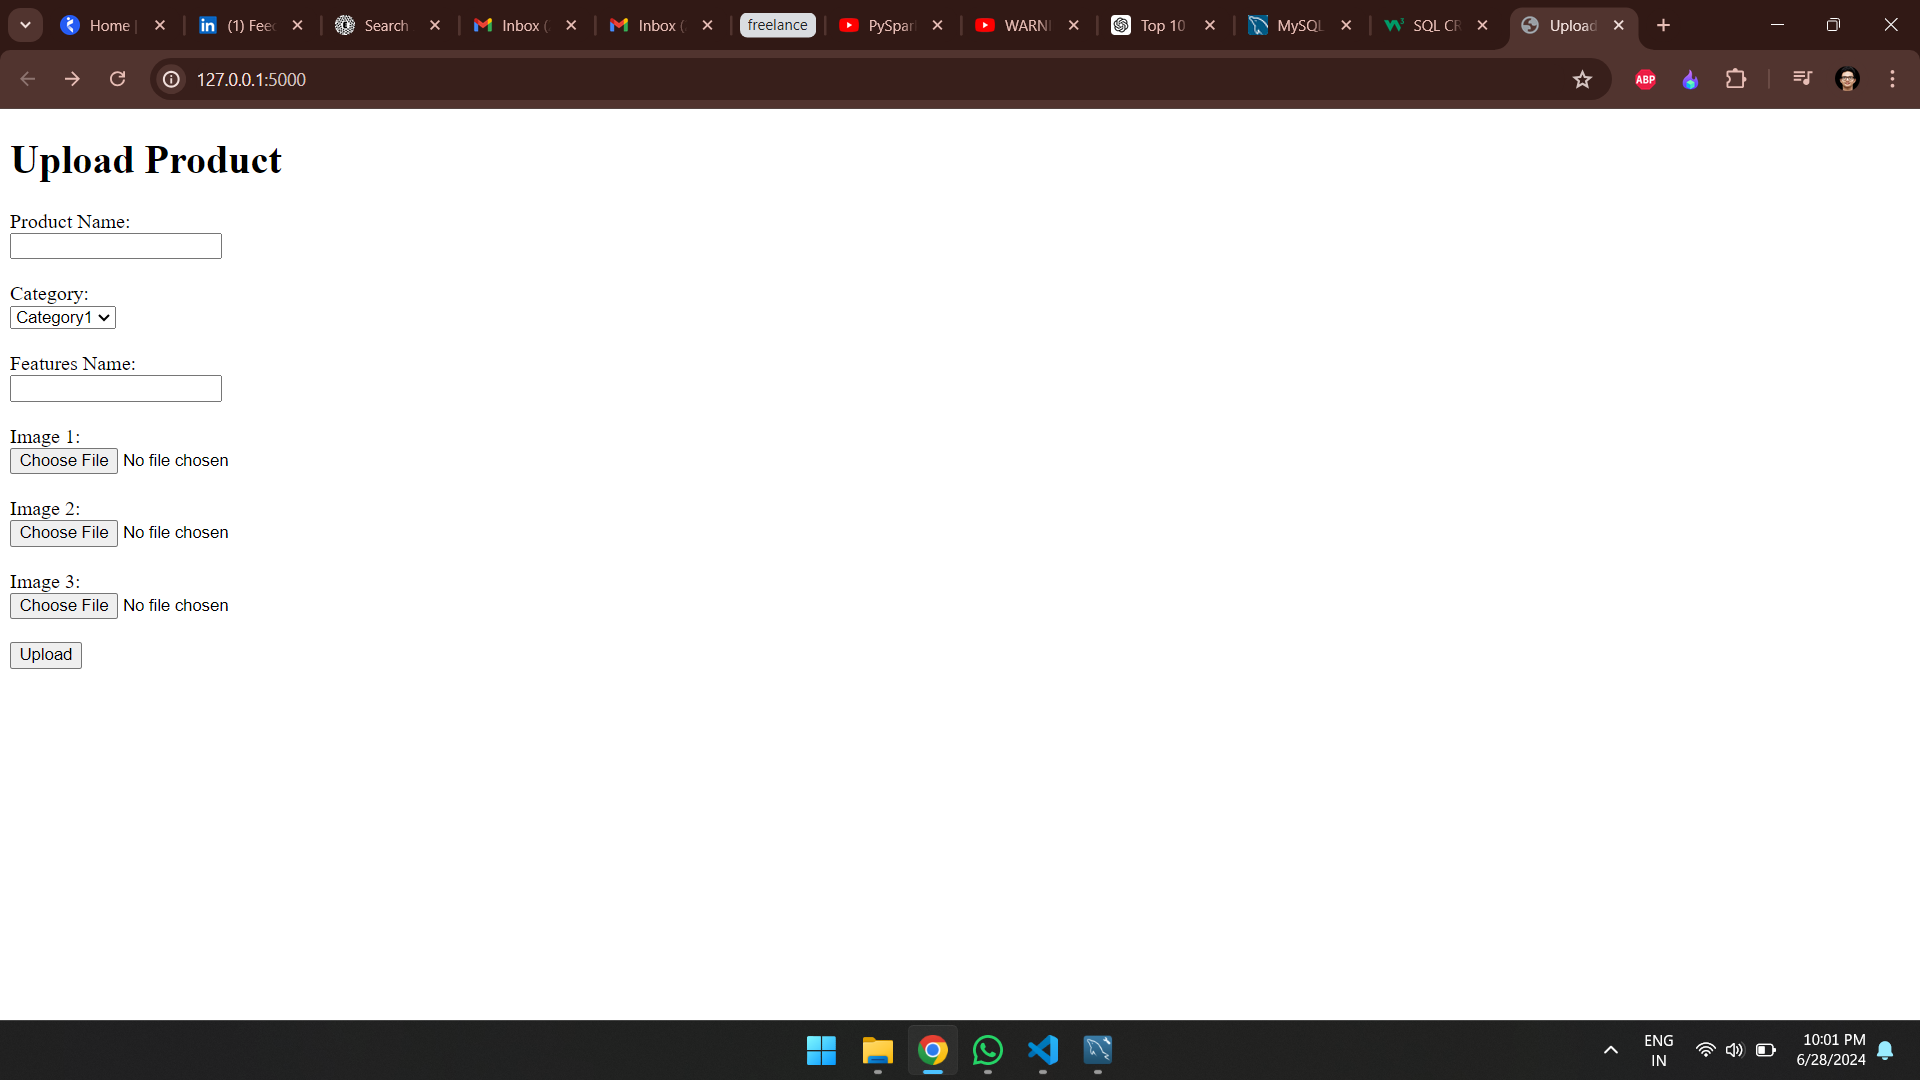 Home
(1) Feed
Search
Inbox (
Inbox (
freelance
PySpar
WARNI
Top 10
MySQL
SQL CR
Upload
127.0.0.1:5000
ABP
Upload Product
Product Name:
Category:
Category1
Features Name:
Image 1:
Choose File No file chosen
Image 2:
Choose File No file chosen
Image 3:
Choose File No file chosen
Upload
ENG
IN
10:01 PM
6/28/2024